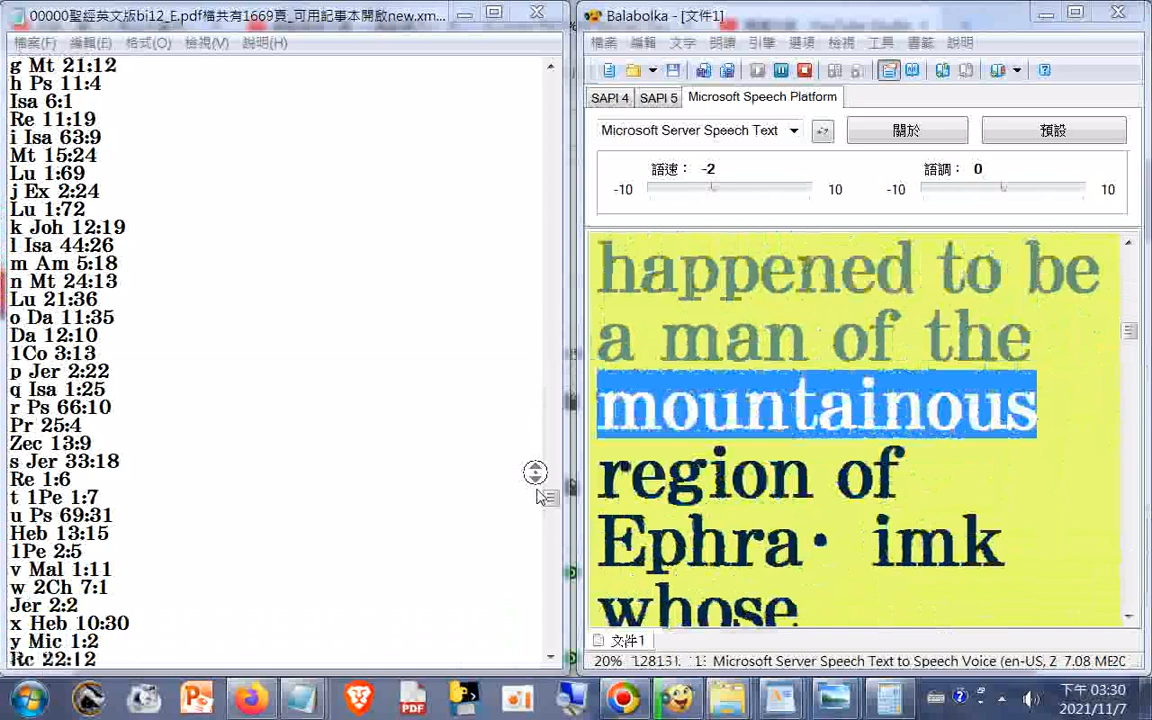 00000聖經英文版bi12_E.pdf檔共有1669頁_可用記事本開啟new.xm...
檔案(F) 編輯(E) 格式(O) 檢視(V) 說明(H)
g Mt 21:12
h Ps 11:4
Isa 6:1
Re 11:19
i Isa 63:9
Mt 15:24
Lu 1:69
j Ex 2:24
Lu 1:72
k Joh 12:19
l Isa 44:26
m Am 5:18
n Mt 24:13
Lu 21:36
o Da 11:35
Da 12:10
1Co 3:13
p Jer 2:22
q Isa 1:25
r Ps 66:10
Pr 25:4
Zec 13:9
s Jer 33:18
Re 1:6
t 1Pe 1:7
u Ps 69:31
Heb 13:15
1Pe 2:5
v Mal 1:11
w 2Ch 7:1
Jer 2:2
x Heb 10:30
y Mic 1:2
Balabolka - [文件1]
檔案 編輯 文字 朗讀 引擎 選項 檢視 工具 書籤 說明
SAPI 4 SAPI 5 Microsoft Speech Platform
Microsoft Server Speech Text 關於 預設
語速： -2 語調： 0
-10 10 -10 10
happened to be
a man of the
mountainous
region of
Ephra· imk
whose
文件1
20% Microsoft Server Speech Text to Speech Voice (en-US, 7.08 ME
下午 03:30
2021/11/7